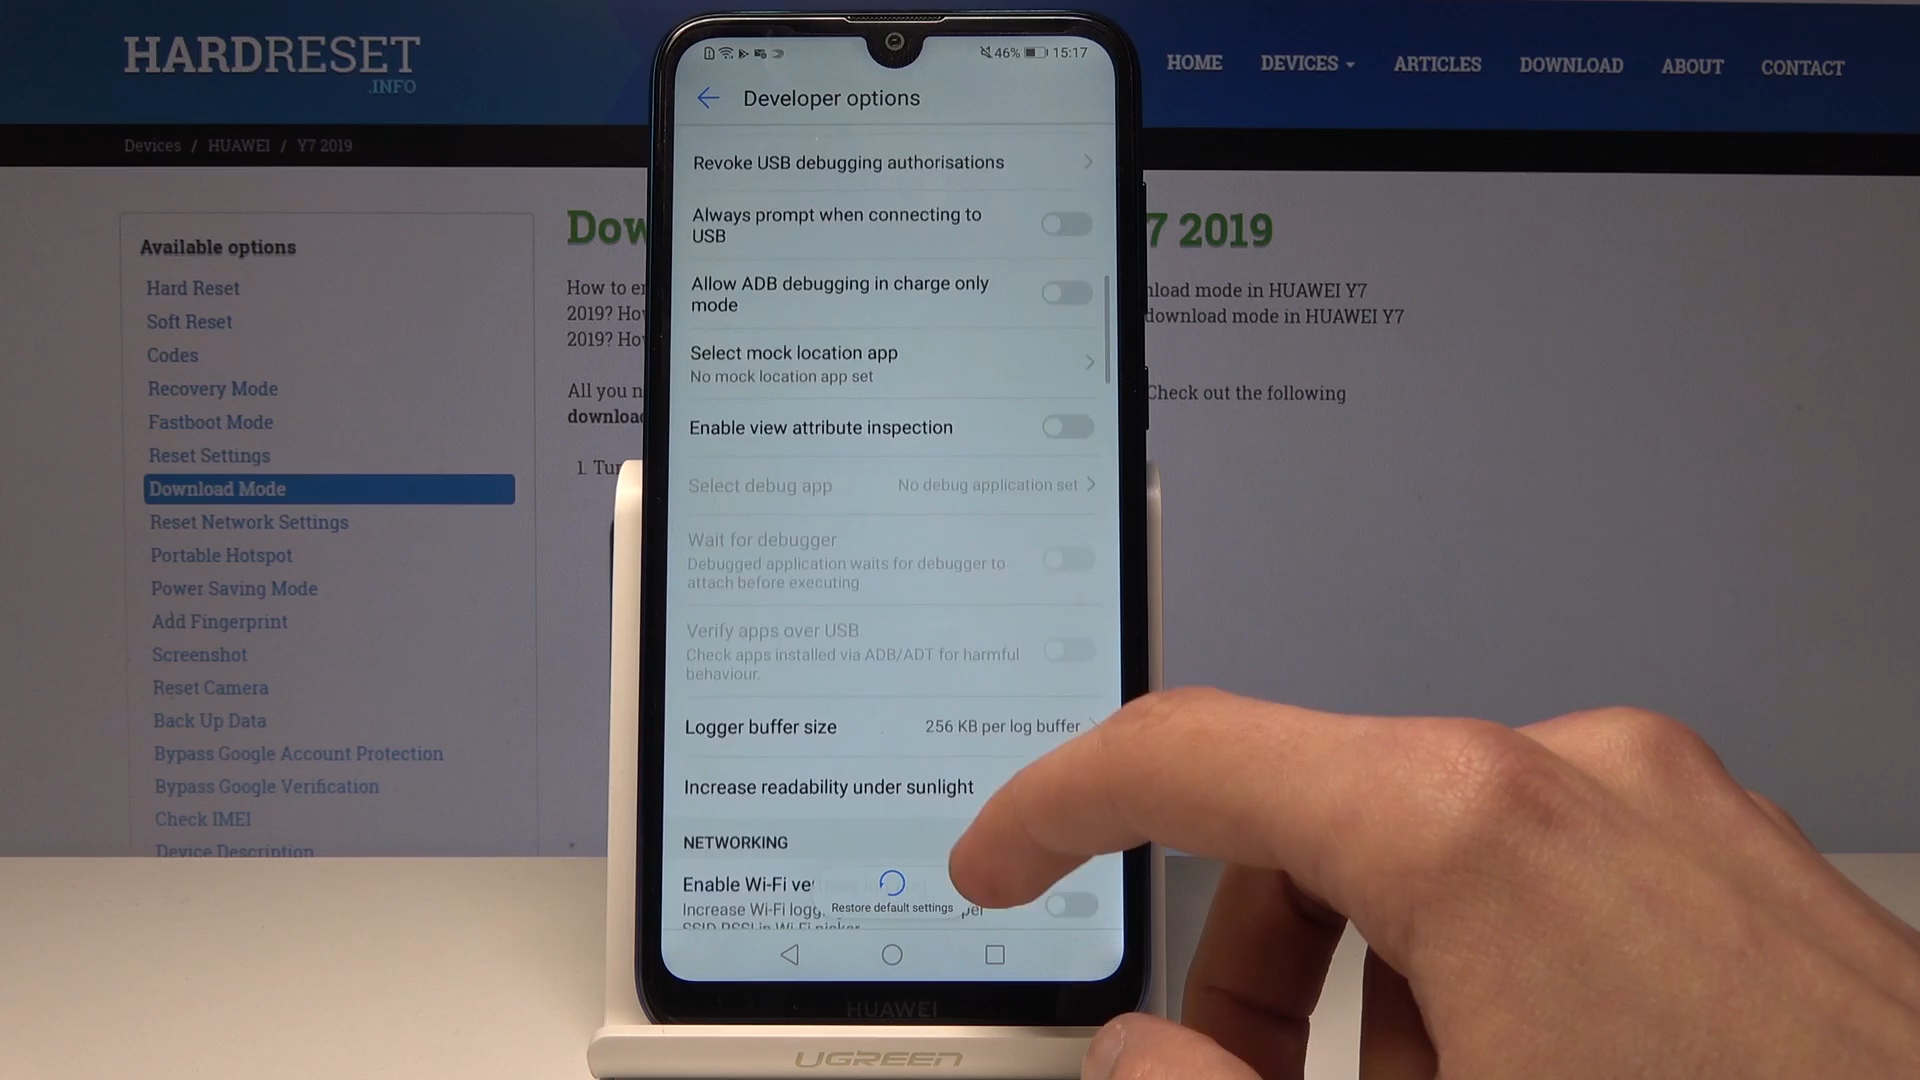 HARDRESET
.INFO
HOME DEVICES ARTICLES DOWNLOAD ABOUT CONTACT
Devices / HUAWEI / Y7 2019
Available options
Hard Reset
Soft Reset
Codes
Recovery Mode
Fastboot Mode
Reset Settings
Download Mode
Reset Network Settings
Portable Hotspot
Power Saving Mode
Add Fingerprint
Screenshot
Reset Camera
Back Up Data
Bypass Google Account Protection
Bypass Google Verification
Check IMEI
Device Description
Y7 2019
How to
2019?
2019?
mode in HUAWEI Y7
download mode in HUAWEI Y7
All you
Check out the following
1.
46% 15:17
Developer options
Revoke USB debugging authorisations
Always prompt when connecting to
USB
Allow ADB debugging in charge only
mode
Select mock location app
No mock location app set
Enable view attribute inspection
Select debug app No debug application set
Wait for debugger
Debugged application waits for debugger to
attach before executing
Verify apps over USB
Check apps installed via ADB/ADT for harmful
behaviour.
Logger buffer size 256 KB per log buffer
Increase readability under sunlight
NETWORKING
Enable Wi-Fi
Increase Wi-Fi
Restore default settings
HUAWEI
UGREEN